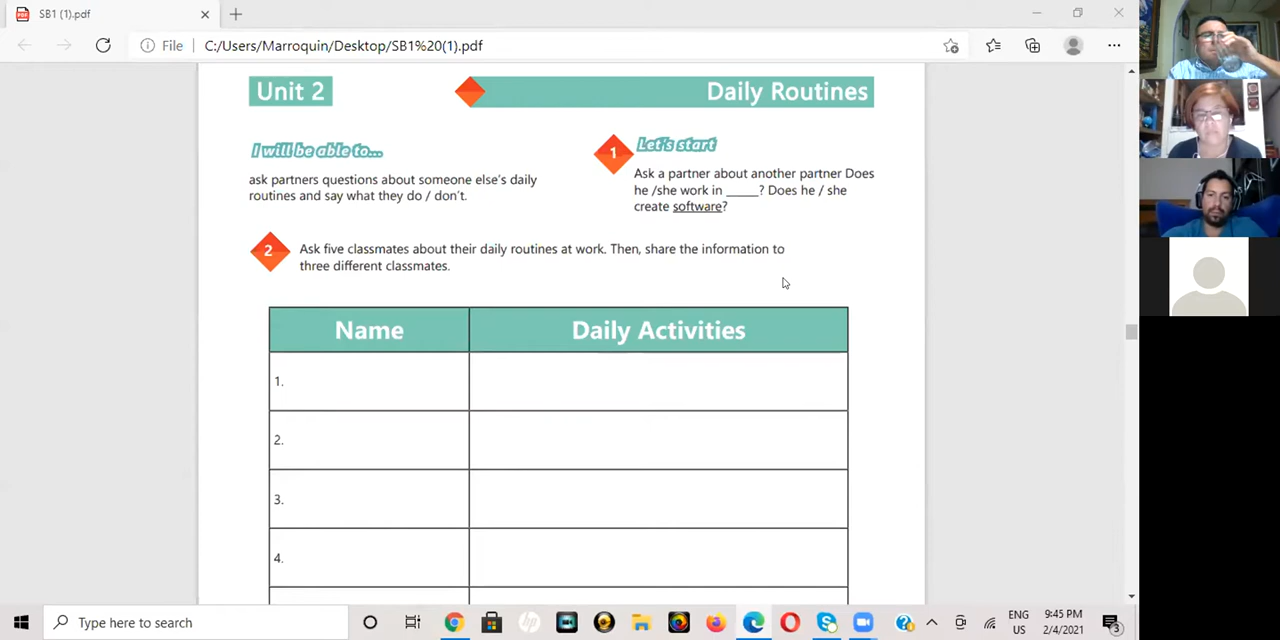 SB1 (1).pdf
File
C:/Users/Marroquin/Desktop/SB1%20(1).pdf
Unit 2
Daily Routines
I will be able to...
ask partners questions about someone else's daily
routines and say what they do / don't.
1
Let's start
Ask a partner about another partner Does
he /she work in _____? Does he / she
create software?
2
Ask five classmates about their daily routines at work. Then, share the information to
three different classmates.
Name
Daily Activities
1.
2.
3.
4.
Type here to search
ENG
US
9:45 PM
2/4/2021
3